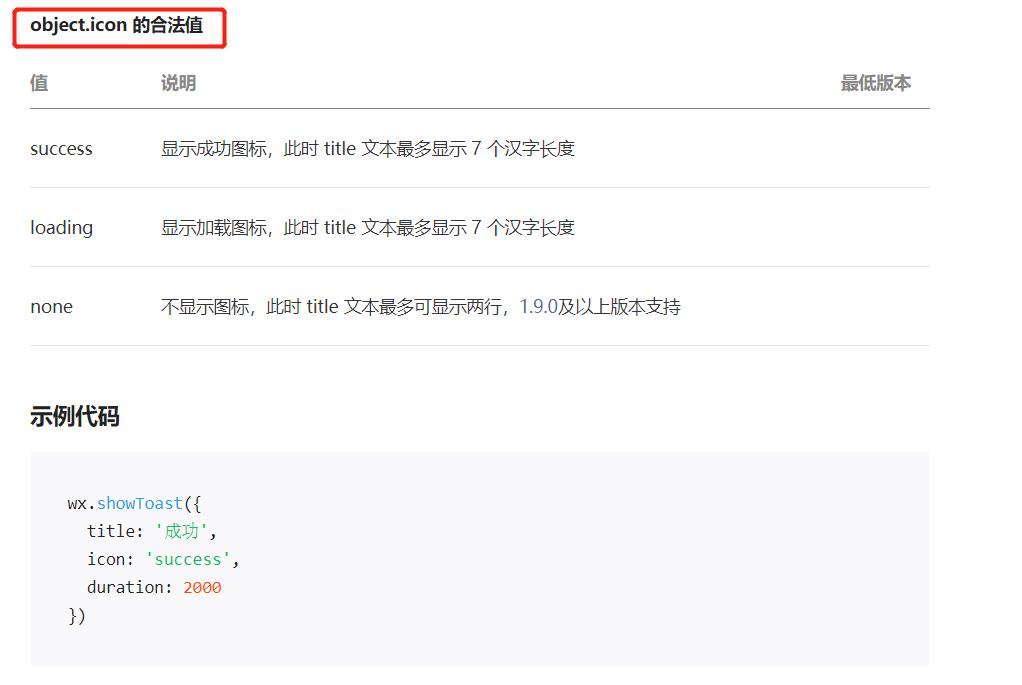 object.icon 的合法值
值 说明 最低版本
success 显示成功图标，此时 title 文本最多显示 7 个汉字长度
loading 显示加载图标，此时 title 文本最多显示 7 个汉字长度
none 不显示图标，此时 title 文本最多可显示两行，1.9.0及以上版本支持
示例代码
wx.showToast({
  title: '成功',
  icon: 'success',
  duration: 2000
})